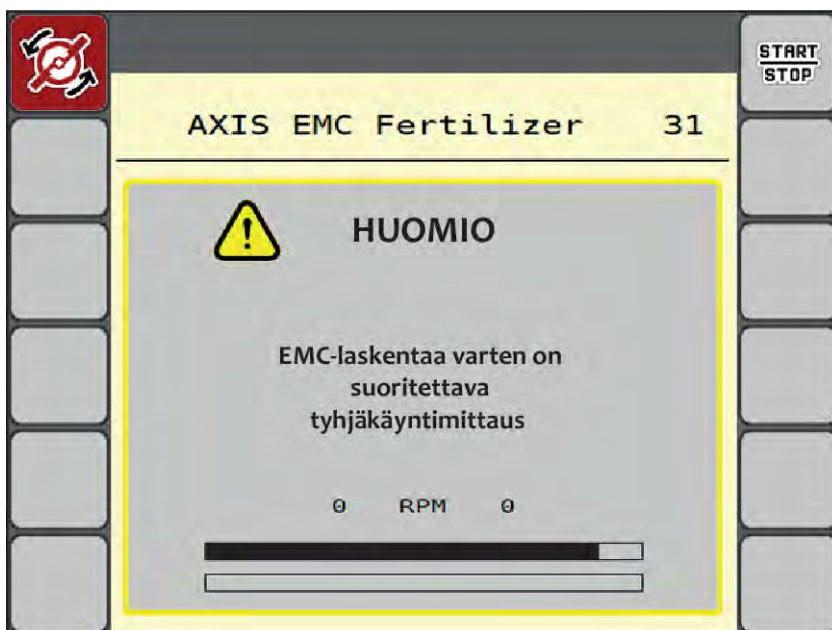 START
STOP
AXIS EMC Fertilizer 31
HUOMIO
EMC-laskentaa varten on
suoritettava
tyhjäkäyntimittaus
0 RPM 0